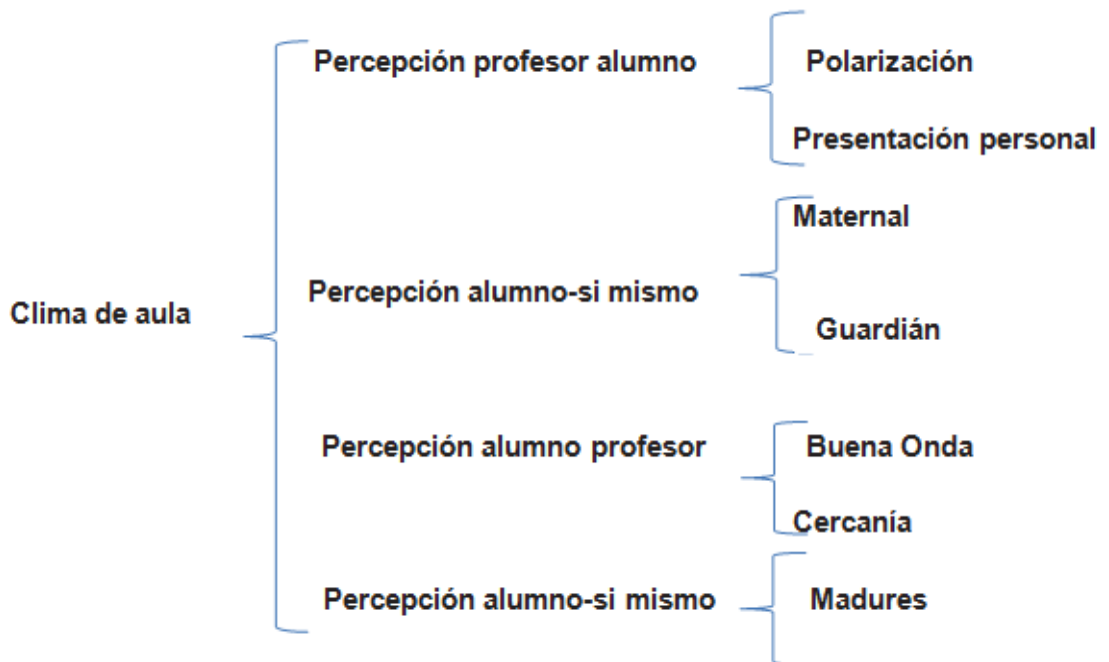 Clima de aula
Percepción profesor alumno
Polarización
Presentación personal
Percepción alumno-si mismo
Maternal
Guardián
Percepción alumno profesor
Buena Onda
Cercanía
Percepción alumno-si mismo
Madures